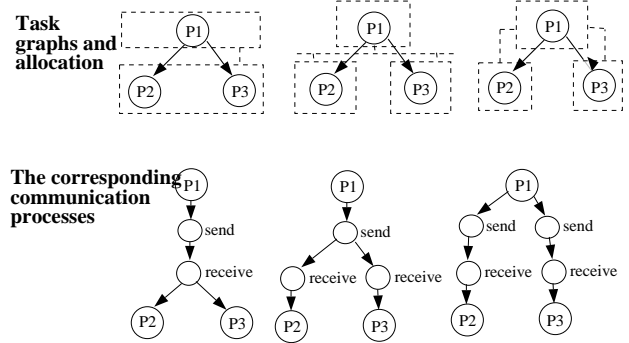 Task
graphs and
allocation
P1
P2
P3
P1
P2
P3
P1
P2
P3
The corresponding
communication
processes
P1
send
receive
P2
P3
P1
send
receive
receive
P2
P3
P1
send
send
receive
receive
P2
P3